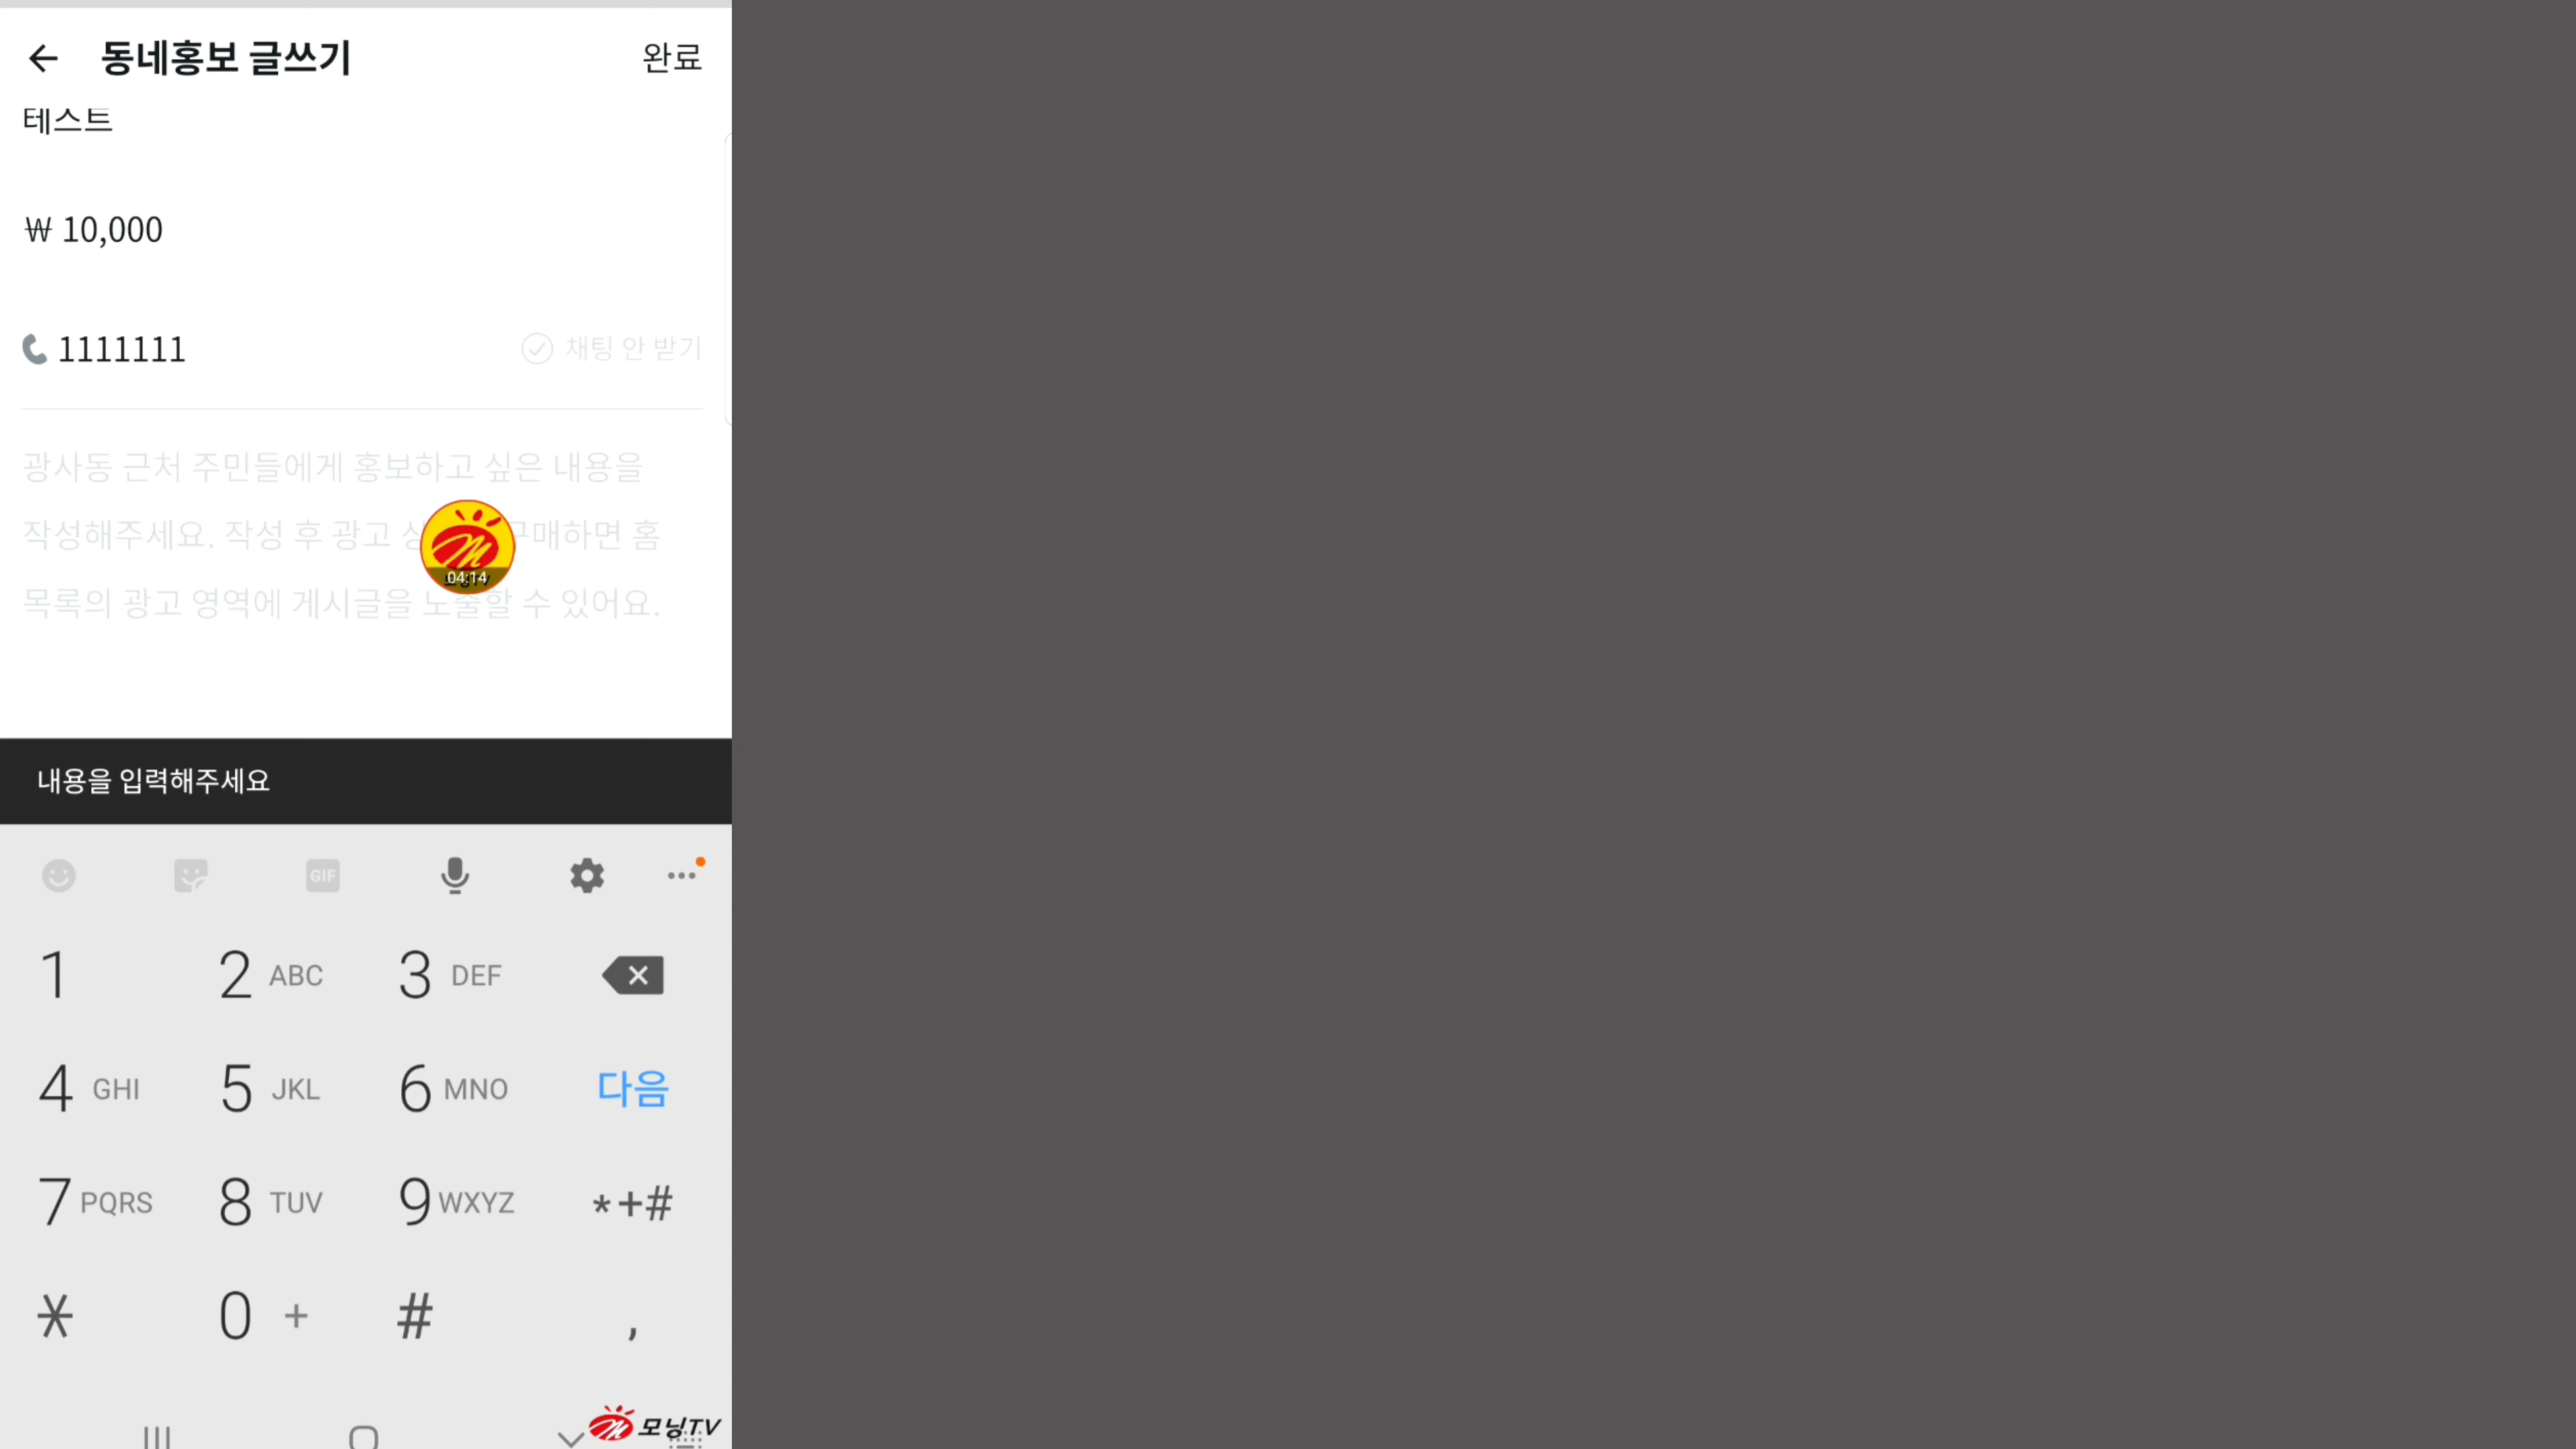 동네홍보 글쓰기
완료
테스트
₩ 10,000
1111111
채팅 안 받기
광사동 근처 주민들에게 홍보하고 싶은 내용을
작성해주세요. 작성 후 광고 구매하면 홈
목록의 광고 영역에 게시글을 노출할 수 있어요.
04:14
내용을 입력해주세요
GIF
1
2 ABC
3 DEF
4 GHI
5 JKL
6 MNO
다음
7 PQRS
8 TUV
9 WXYZ
*+#
*
0 +
#
,
모닝TV